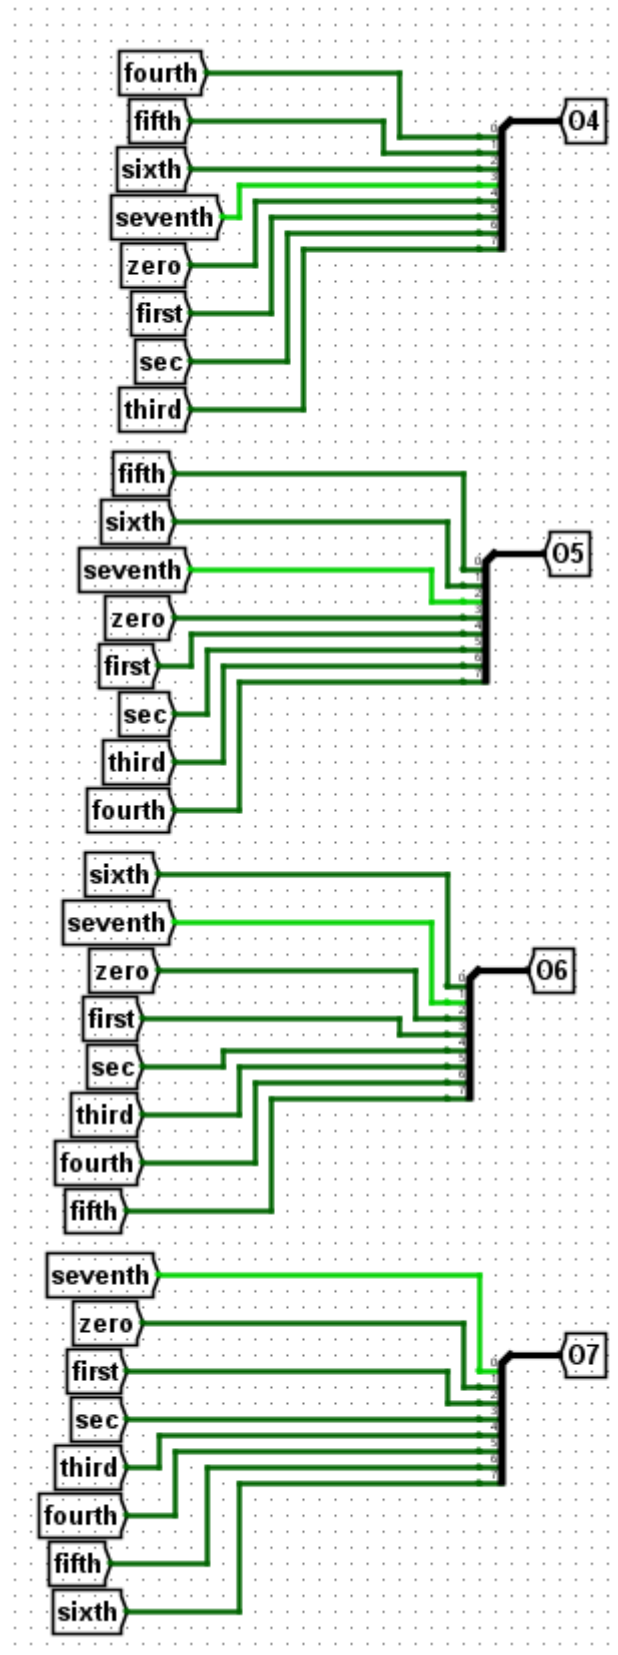 fourth
fifth
O4
sixth
seventh
zero
first
sec
third
fifth
sixth
O5
seventh
zero
first
sec
third
fourth
sixth
seventh
zero
O6
first
sec
third
fourth
fifth
seventh
zero
O7
first
sec
third
fourth
fifth
sixth